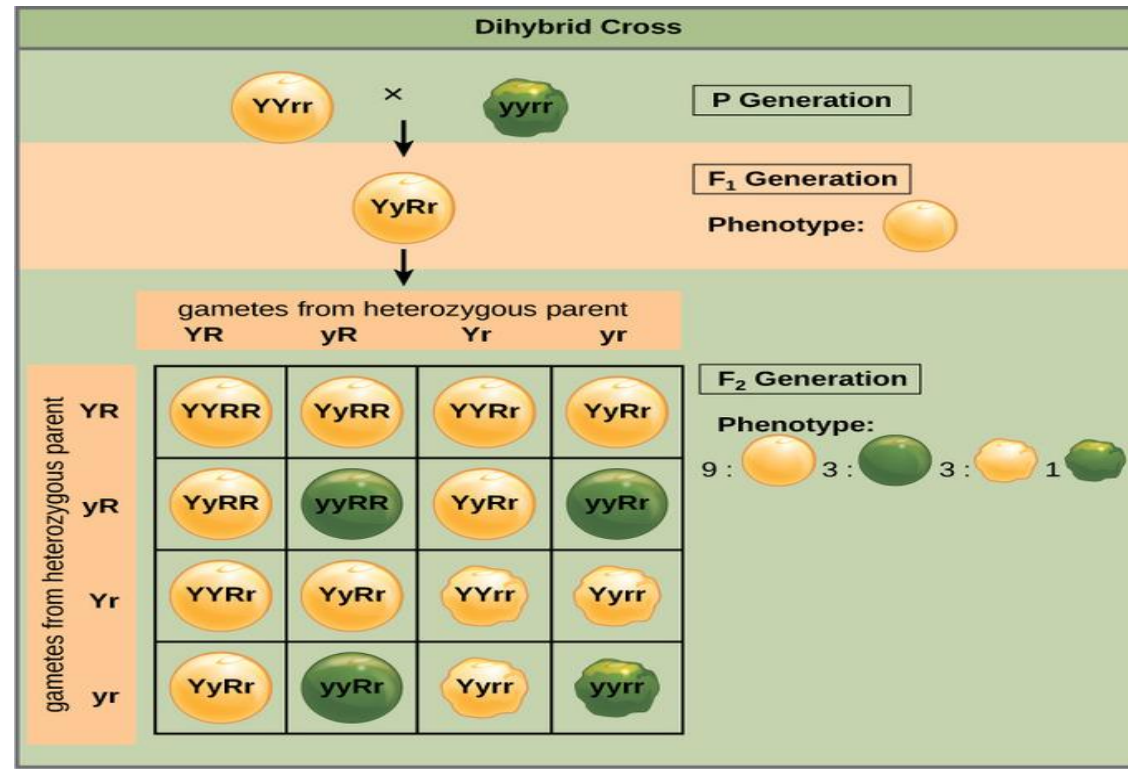 Dihybrid Cross
YYrr × yyrr
P Generation
YyRr
F₁ Generation
Phenotype:
gametes from heterozygous parent
YR yR Yr yr
gametes from heterozygous parent
YR YYRR YyRR YYRr YyRr
yR YyRR yyRR YyRr yyRr
Yr YYRr YyRr YYrr Yyrr
yr YyRr yyRr Yyrr yyrr
F₂ Generation
Phenotype:
9 : 3 : 3 : 1